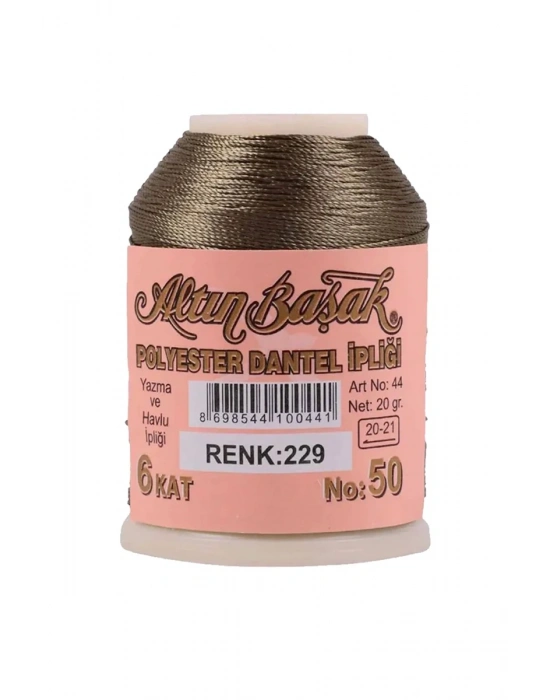 Altın Başak ®
POLYESTER DANTEL İPLİĞİ
Yazma
ve
Havlu
İpliği
8 698544 100441
Art No: 44
Net: 20 gr.
20-21
RENK:229
6 KAT
No: 50